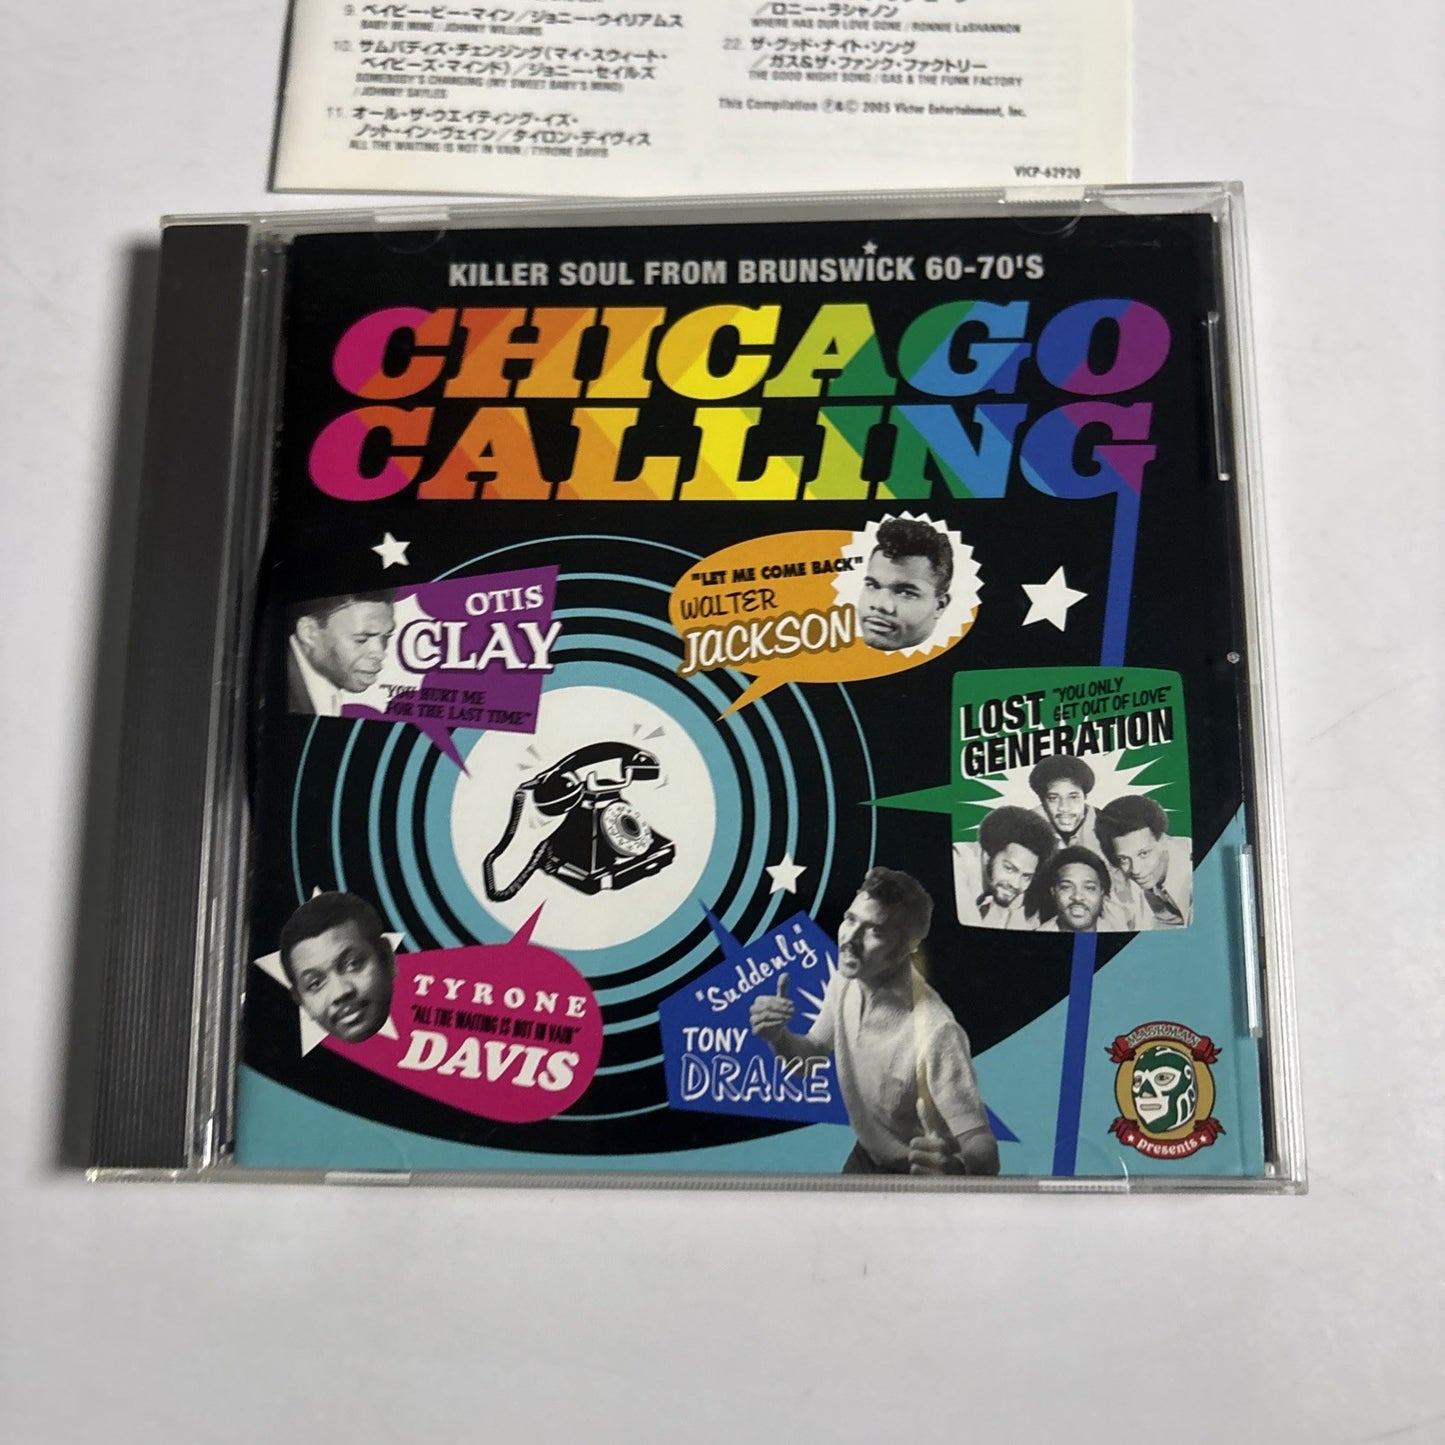 9. ベイビー・ビー・マイン／ジョニー・ウイリアムス
BABY BE MINE / JOHNNY WILLIAMS
10. サムバディズ・チェンジング（マイ・スウィート・
ベイビーズ・マインド）／ジョニー・セイルズ
SOMEBODY'S CHANGING (MY SWEET BABY'S MIND)
/ JOHNNY SAYLES
11. オール・ザ・ウエイティング・イズ・
ノット・イン・ヴェイン／タイロン・デイヴィス
ALL THE WAITING IS NOT IN VAIN / TYRONE DAVIS
／ロニー・ラシャノン
WHERE HAS OUR LOVE GONE / RONNIE LaSHANNON
22. ザ・グッド・ナイト・ソング
／ガス&ザ・ファンク・ファクトリー
THE GOOD NIGHT SONG / GAS & THE FUNK FACTORY
This Compilation Ⓟ&© 2005 Victor Entertainment, Inc.
VICP-62920
KILLER SOUL FROM BRUNSWICK 60-70'S
CHICAGO
CALLING
OTIS
CLAY
"YOU HURT ME
FOR THE LAST TIME"
"LET ME COME BACK"
WALTER
JACKSON
LOST
GENERATION
"YOU ONLY
GET OUT OF LOVE"
TYRONE
"ALL THE WAITING IS NOT IN VAIN"
DAVIS
"Suddenly"
TONY
DRAKE
MASKMAN
presents